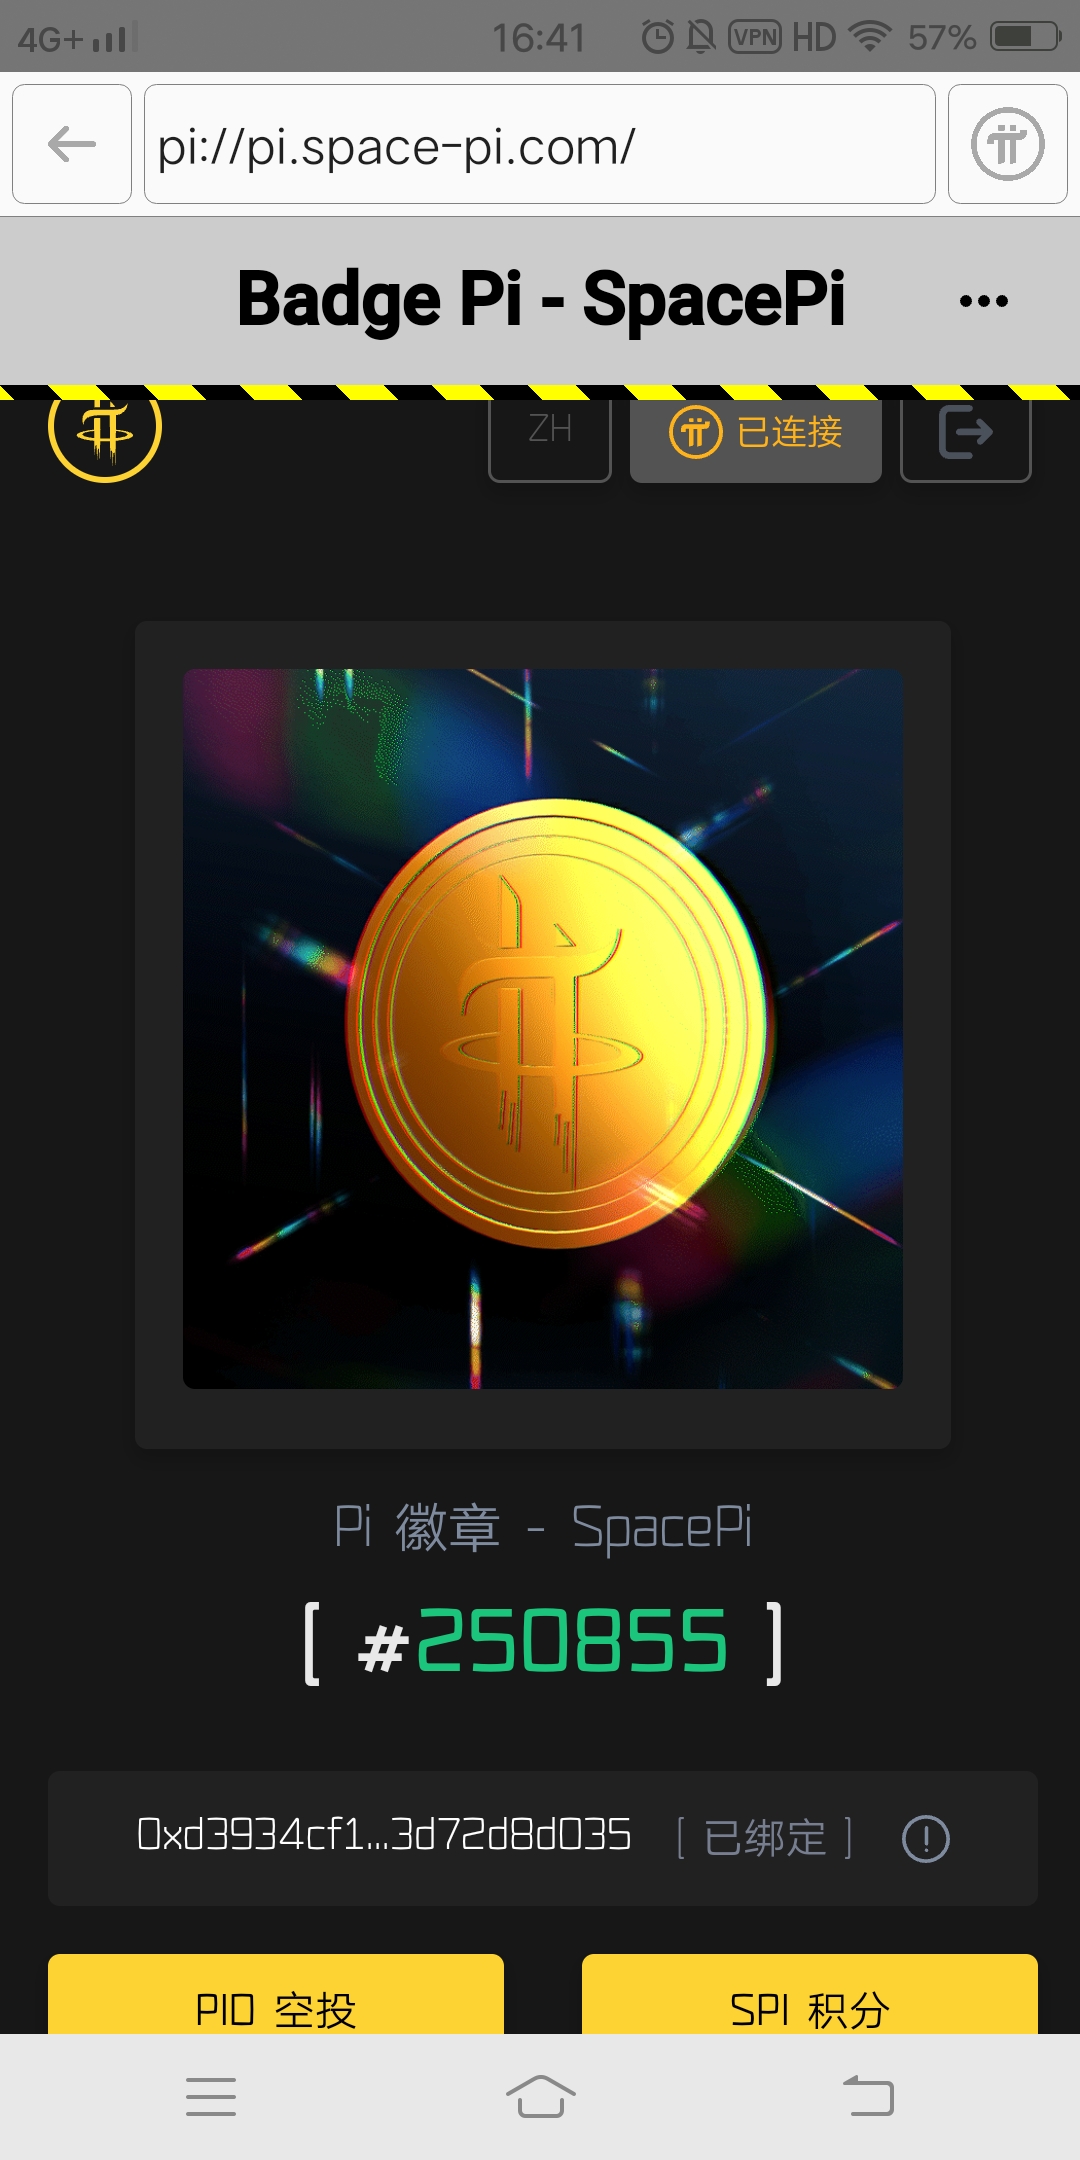 4G+ 16:41 VPN HD 57%
pi://pi.space-pi.com/
Badge Pi - SpacePi ...
ZH 已连接
Pi 徽章 - SpacePi
[ #250855 ]
0xd3934cf1...3d72d8d035 [ 已绑定 ]
PIO 空投 SPI 积分